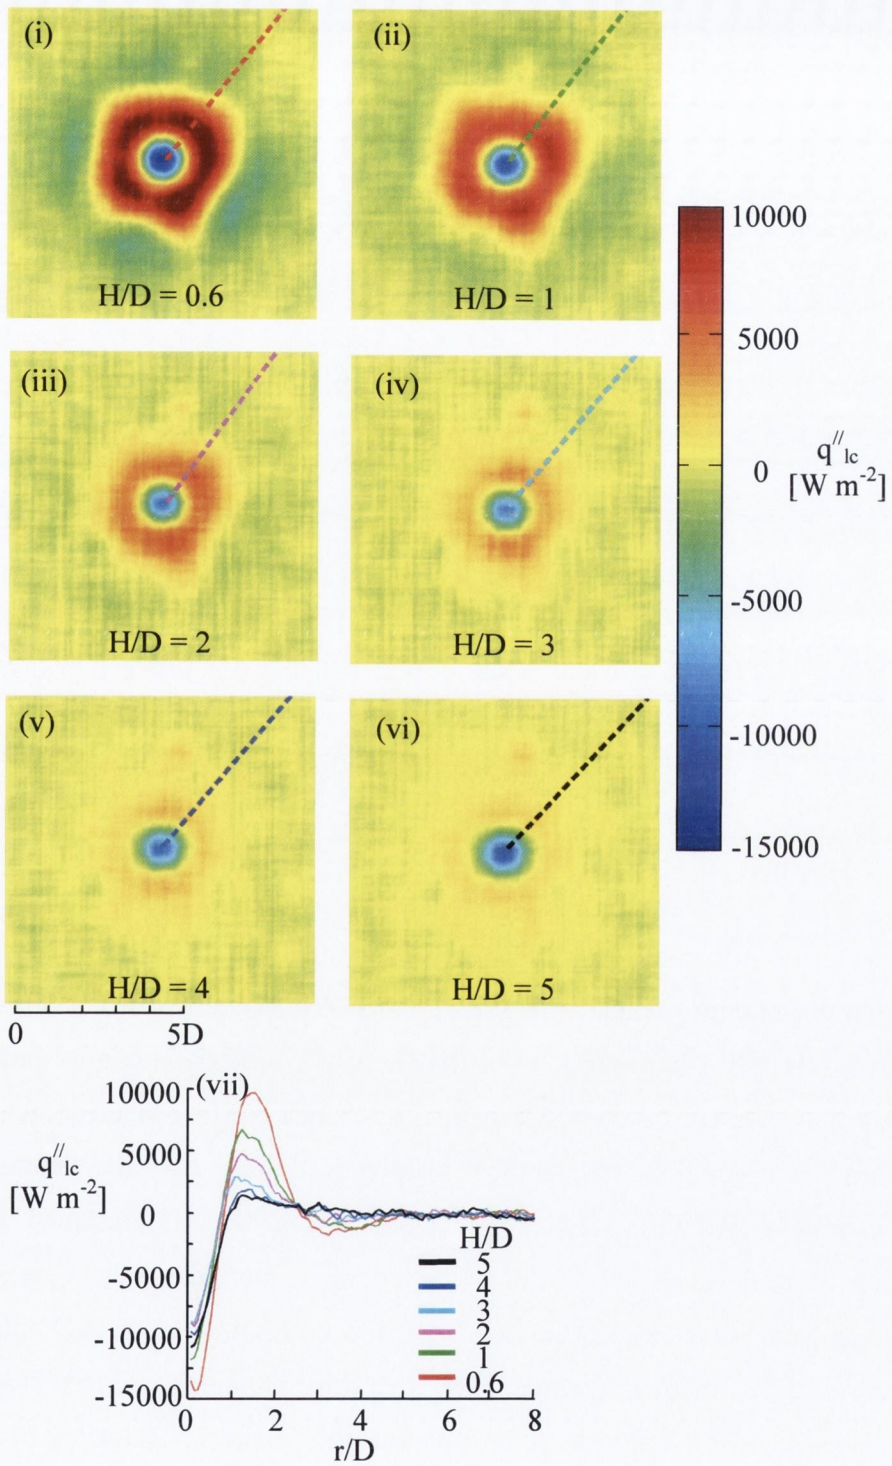 (i)
H/D = 0.6
(ii)
H/D = 1
(iii)
H/D = 2
(iv)
H/D = 3
(v)
H/D = 4
(vi)
H/D = 5
10000
5000
0
-5000
-10000
-15000
q//lc
[W m-2]
0 5D
(vii)
10000
5000
0
-5000
-10000
-15000
q//lc
[W m-2]
H/D
5
4
3
2
1
0.6
0 2 4 6 8
r/D